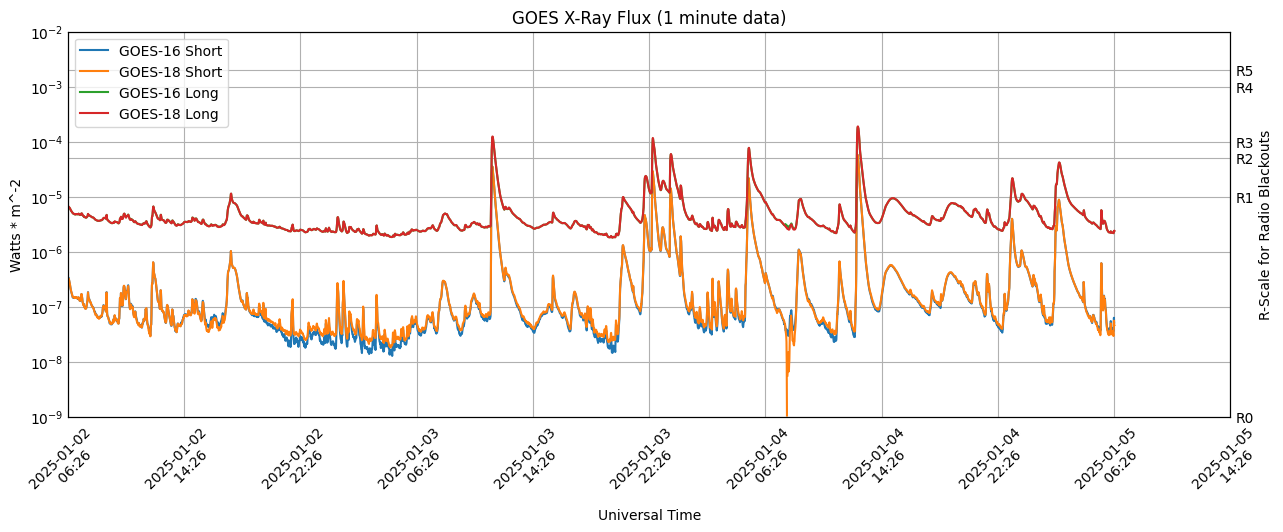 GOES X-Ray Flux (1 minute data)
GOES-16 Short
GOES-18 Short
GOES-16 Long
GOES-18 Long
Watts * m^-2
10⁻²
10⁻³
10⁻⁴
10⁻⁵
10⁻⁶
10⁻⁷
10⁻⁸
10⁻⁹
R5
R4
R3
R2
R1
R0
R-Scale for Radio Blackouts
2025-01-02
06:26
2025-01-02
14:26
2025-01-02
22:26
2025-01-03
06:26
2025-01-03
14:26
2025-01-03
22:26
2025-01-04
06:26
2025-01-04
14:26
2025-01-04
22:26
2025-01-05
06:26
2025-01-05
14:26
Universal Time